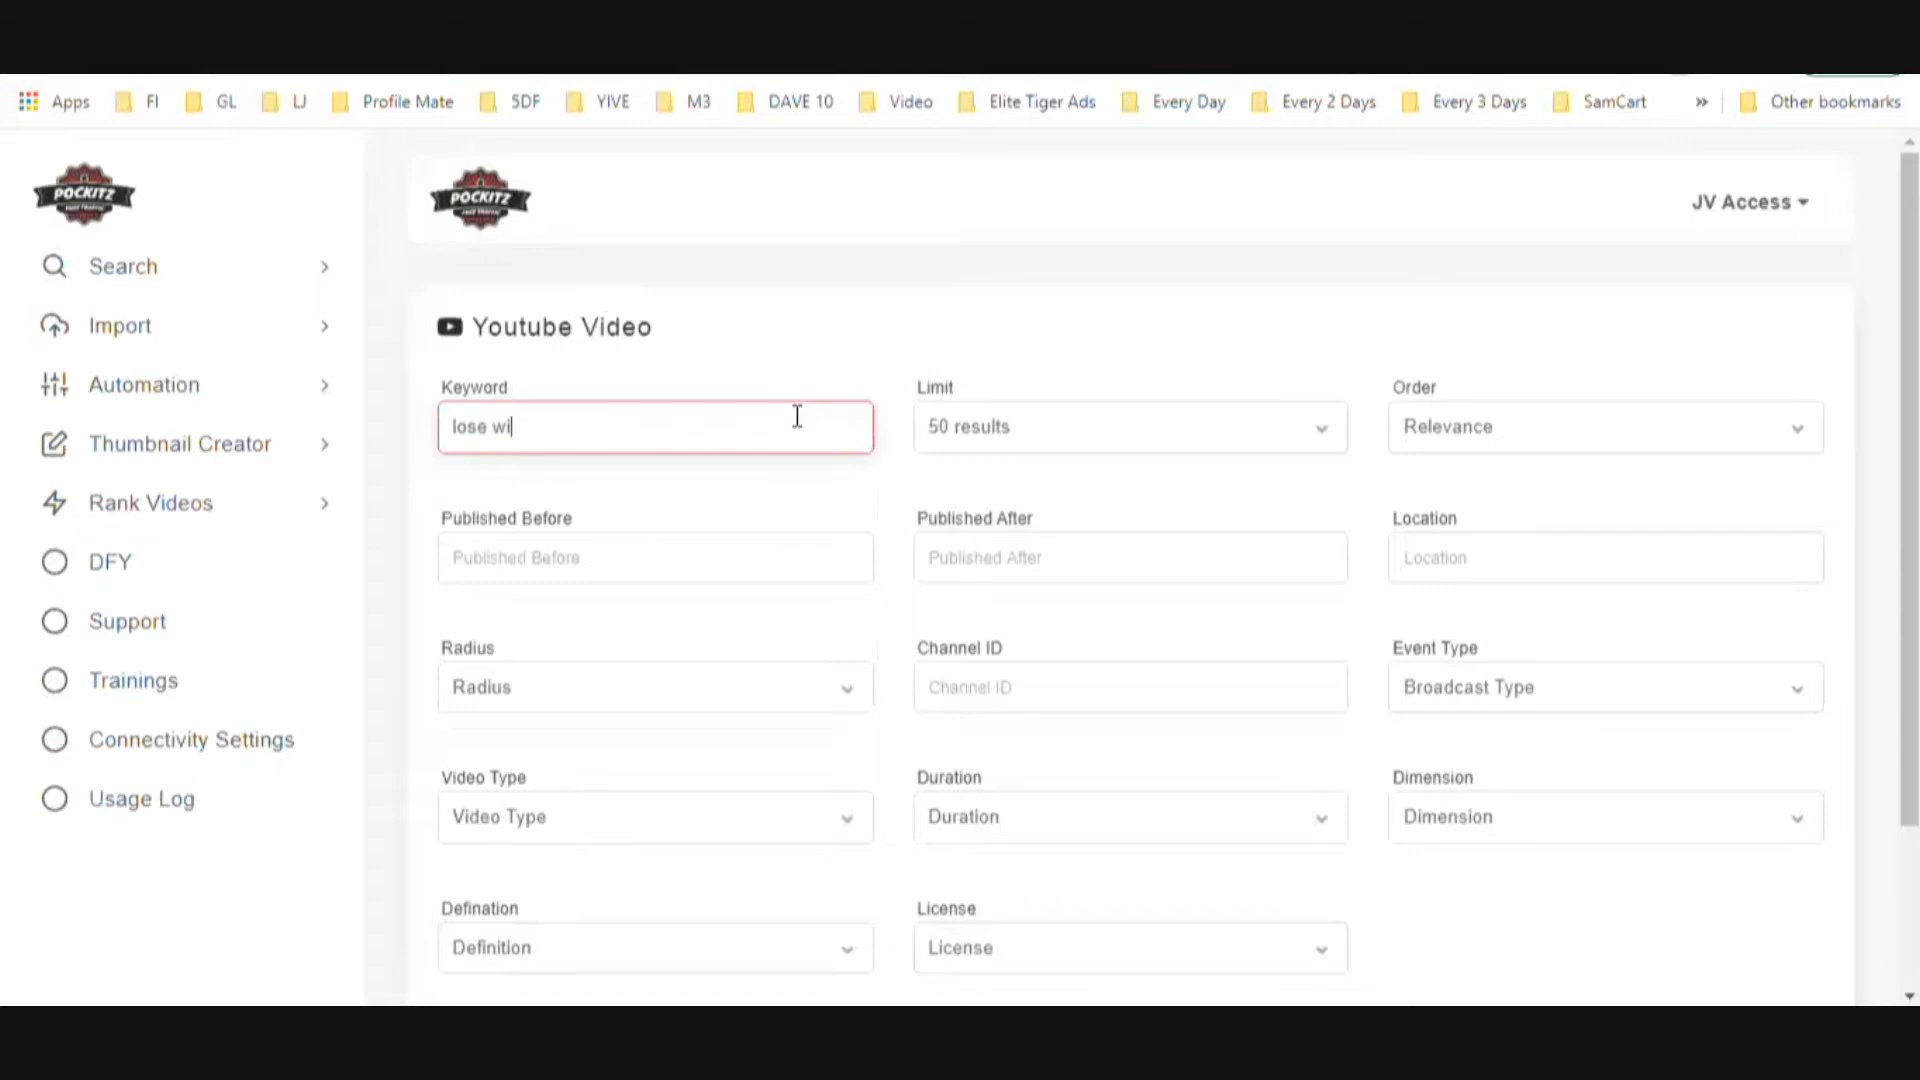 Apps FI GL LJ Profile Mate 5DF YIVE M3 DAVE 10 Video Elite Tiger Ads Every Day Every 2 Days Every 3 Days SamCart » Other bookmarks
POCKITZ
POCKITZ
JV Access
Search
Import
Automation
Thumbnail Creator
Rank Videos
DFY
Support
Trainings
Connectivity Settings
Usage Log
Youtube Video
Keyword Limit Order
lose wi 50 results Relevance
Published Before Published After Location
Published Before Published After Location
Radius Channel ID Event Type
Radius Channel ID Broadcast Type
Video Type Duration Dimension
Video Type Duration Dimension
Defination License
Definition License